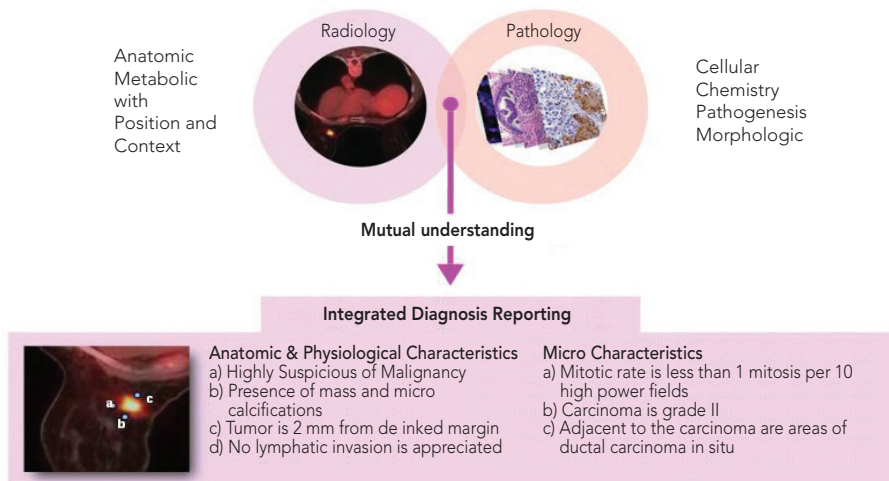 Radiology
Pathology
Anatomic
Metabolic
with
Position and
Context
Cellular
Chemistry
Pathogenesis
Morphologic
Mutual understanding
Integrated Diagnosis Reporting
Anatomic & Physiological Characteristics
a) Highly Suspicious of Malignancy
b) Presence of mass and micro
calcifications
c) Tumor is 2 mm from de inked margin
d) No lymphatic invasion is appreciated
Micro Characteristics
a) Mitotic rate is less than 1 mitosis per 10
high power fields
b) Carcinoma is grade II
c) Adjacent to the carcinoma are areas of
ductal carcinoma in situ
a
c
b